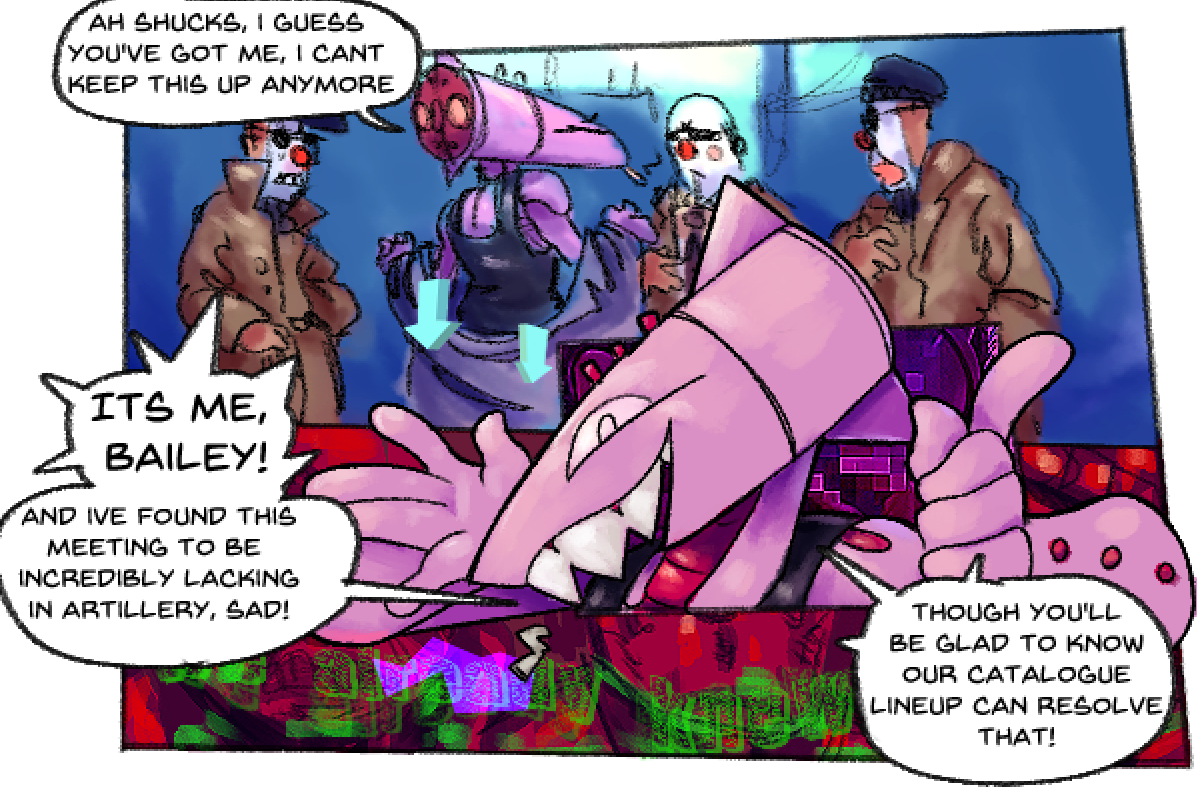 AH SHUCKS, I GUESS
YOU'VE GOT ME, I CANT
KEEP THIS UP ANYMORE
ITS ME,
BAILEY!
AND IVE FOUND THIS
MEETING TO BE
INCREDIBLY LACKING
IN ARTILLERY, SAD!
THOUGH YOU'LL
BE GLAD TO KNOW
OUR CATALOGUE
LINEUP CAN RESOLVE
THAT!
already know